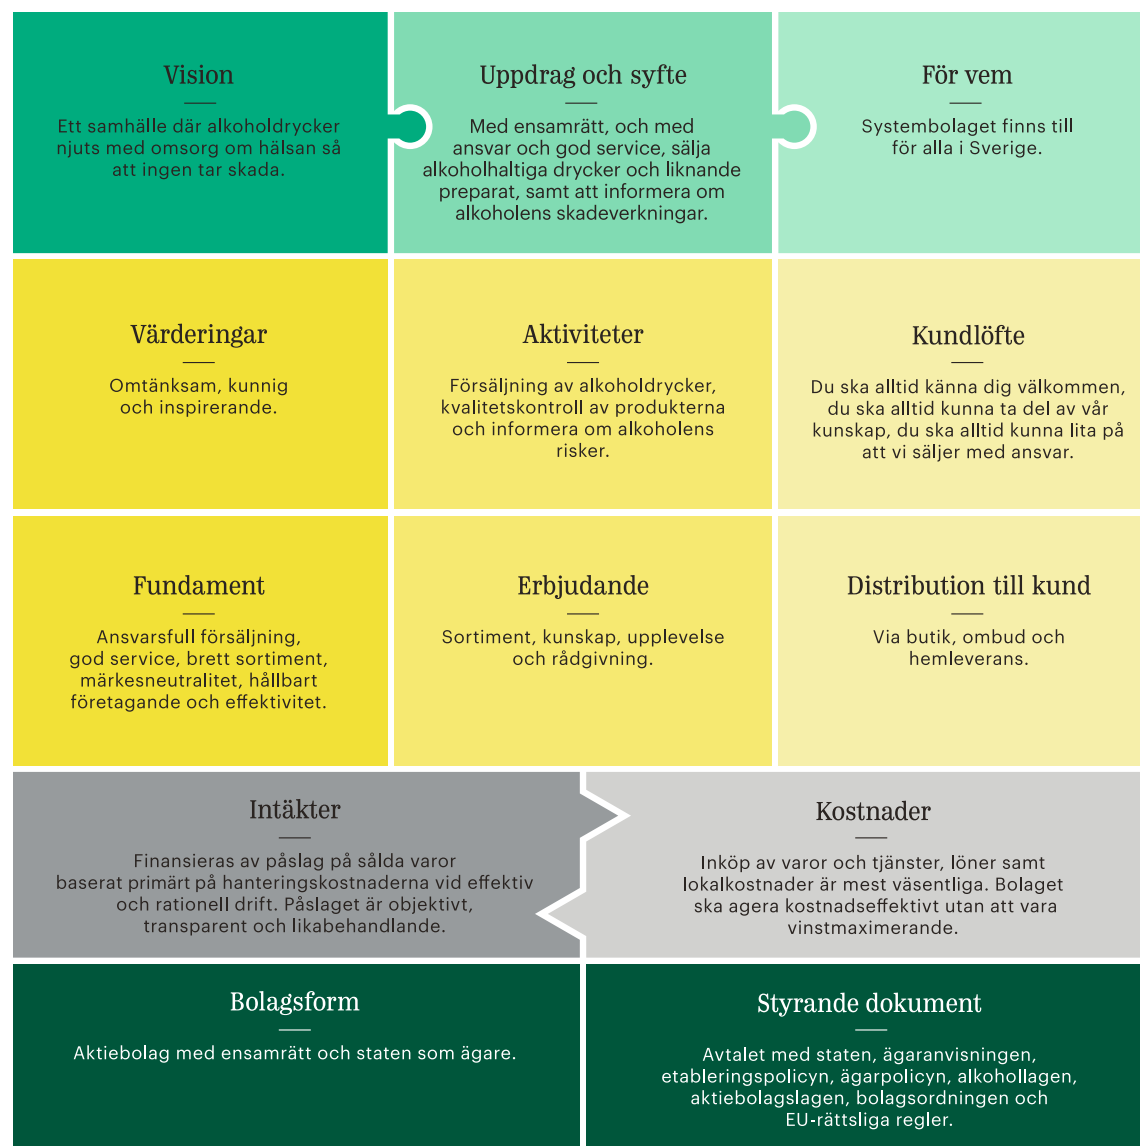 Vision
Ett samhälle där alkoholdrycker
njuts med omsorg om hälsan så
att ingen tar skada.
Uppdrag och syfte
Med ensamrätt, och med
ansvar och god service, sälja
alkoholhaltiga drycker och liknande
preparat, samt att informera om
alkoholens skadeverkningar.
För vem
Systembolaget finns till
för alla i Sverige.
Värderingar
Omtänksam, kunnig
och inspirerande.
Aktiviteter
Försäljning av alkoholdrycker,
kvalitetskontroll av produkterna
och informera om alkoholens
risker.
Kundlöfte
Du ska alltid känna dig välkommen,
du ska alltid kunna ta del av vår
kunskap, du ska alltid kunna lita på
att vi säljer med ansvar.
Fundament
Ansvarsfull försäljning,
god service, brett sortiment,
märkesneutralitet, hållbart
företagande och effektivitet.
Erbjudande
Sortiment, kunskap, upplevelse
och rådgivning.
Distribution till kund
Via butik, ombud och
hemleverans.
Intäkter
Finansieras av påslag på sålda varor
baserat primärt på hanteringskostnaderna vid effektiv
och rationell drift. Påslaget är objektivt,
transparent och likabehandlande.
Kostnader
Inköp av varor och tjänster, löner samt
lokalkostnader är mest väsentliga. Bolaget
ska agera kostnadseffektivt utan att vara
vinstmaximerande.
Bolagsform
Aktiebolag med ensamrätt och staten som ägare.
Styrande dokument
Avtalet med staten, ägaranvisningen,
etableringspolicyn, ägarpolicyn, alkohollagen,
aktiebolagslagen, bolagsordningen och
EU-rättsliga regler.